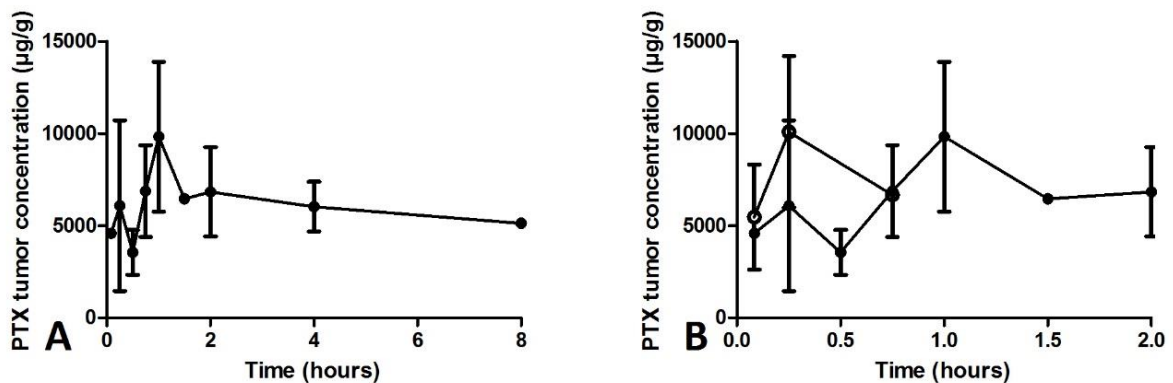 PTX tumor concentration (µg/g)
15000
10000
5000
0
0 2 4 6 8
Time (hours)
A
PTX tumor concentration (µg/g)
15000
10000
5000
0
0.0 0.5 1.0 1.5 2.0
Time (hours)
B